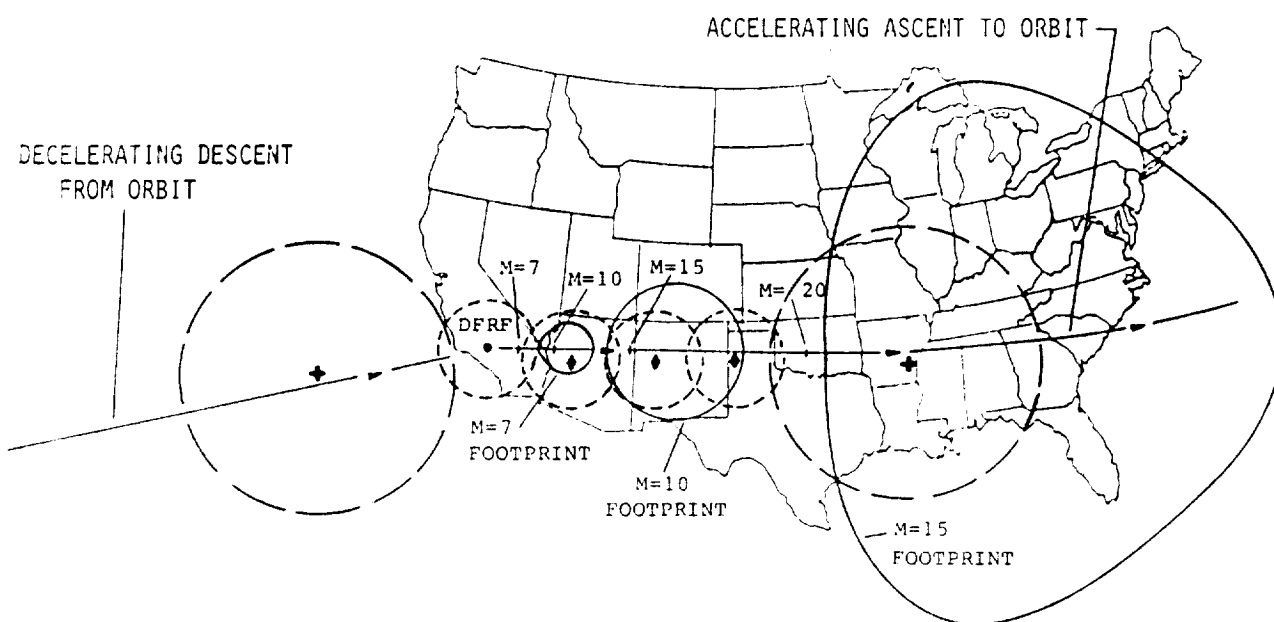 ACCELERATING ASCENT TO ORBIT
DECELERATING DESCENT
FROM ORBIT
M=7
M=10
M=15
M= 20
DFRF
M=7
FOOTPRINT
M=10
FOOTPRINT
M=15
FOOTPRINT